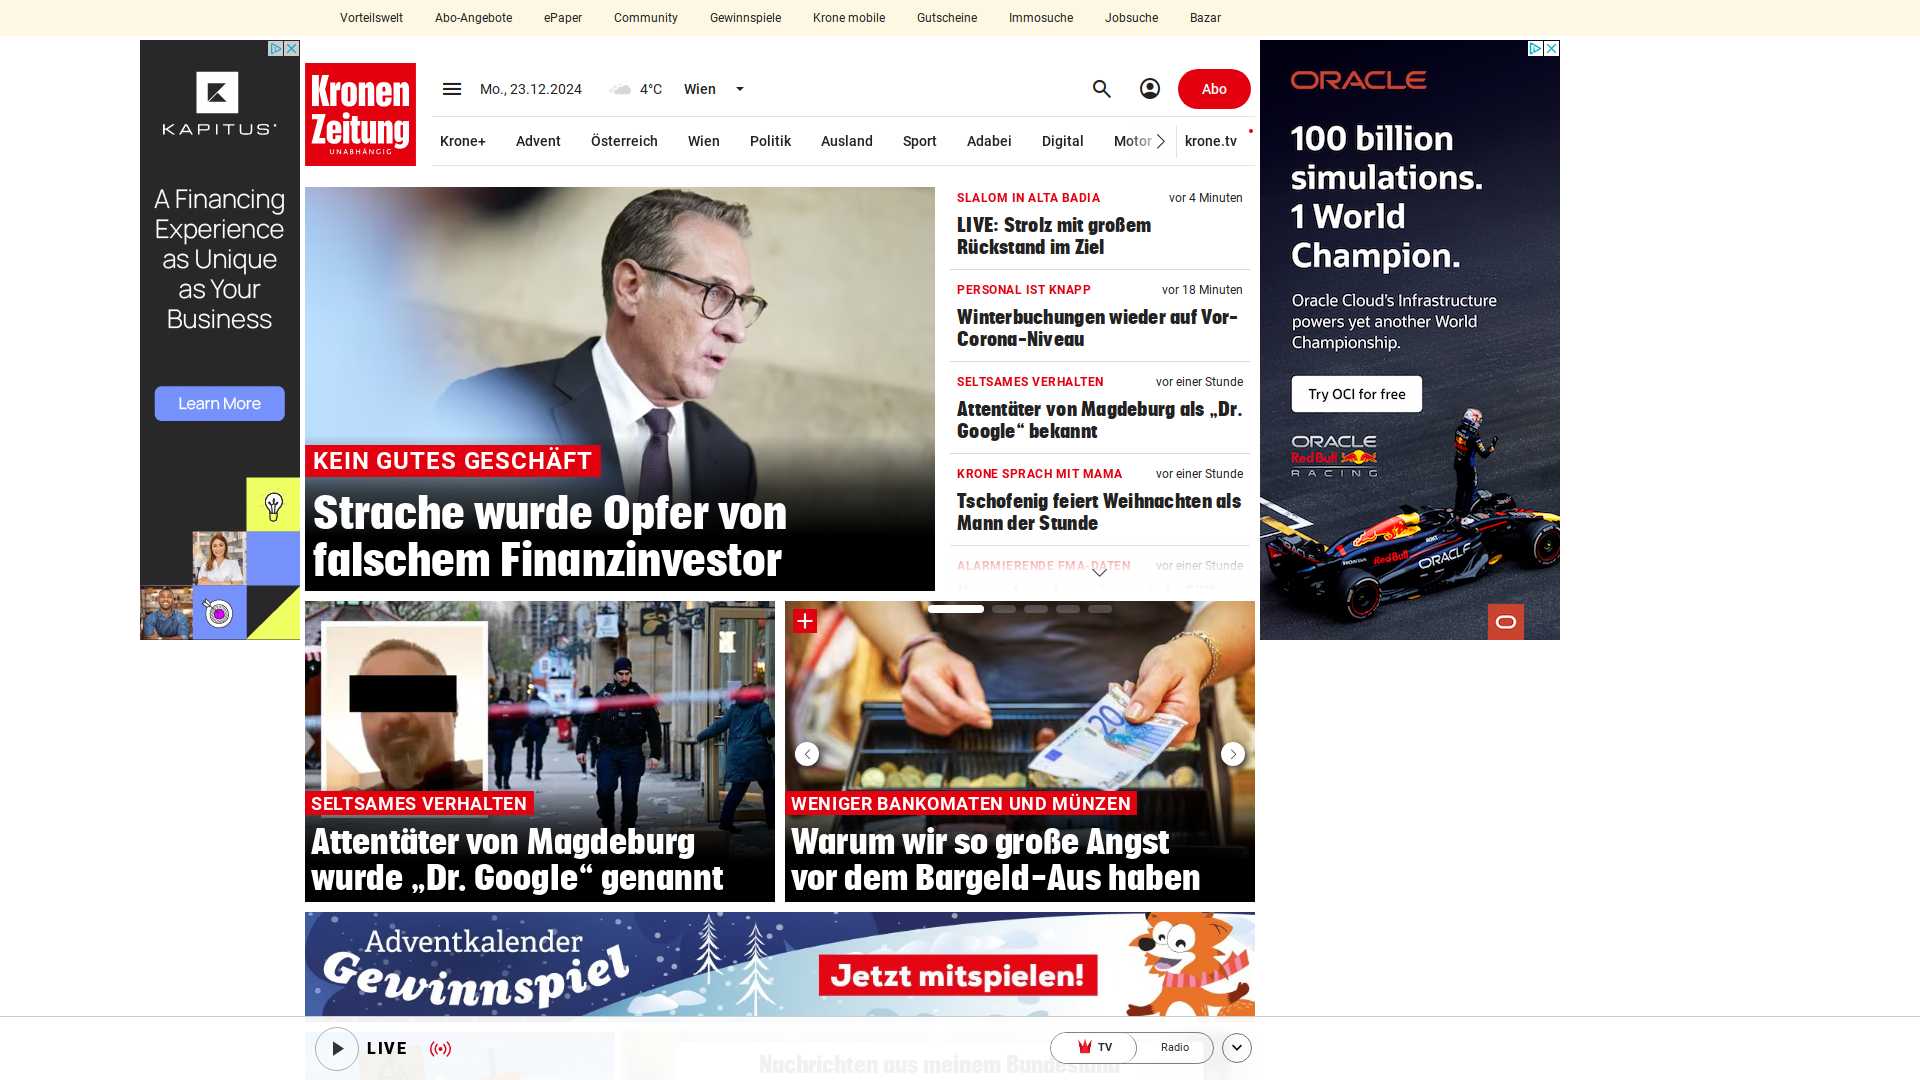 Vorteilswelt Abo-Angebote ePaper Community Gewinnspiele Krone mobile Gutscheine Immosuche Jobsuche Bazar
KAPITUS
A Financing
Experience
as Unique
as Your
Business
Learn More
Kronen
Zeitung
UNABHÄNGIG
Mo., 23.12.2024 4°C Wien
Abo
Krone+ Advent Österreich Wien Politik Ausland Sport Adabei Digital Motor krone.tv
KEIN GUTES GESCHÄFT
Strache wurde Opfer von
falschem Finanzinvestor
SLALOM IN ALTA BADIA vor 4 Minuten
LIVE: Strolz mit großem
Rückstand im Ziel
PERSONAL IST KNAPP vor 18 Minuten
Winterbuchungen wieder auf Vor-
Corona-Niveau
SELTSAMES VERHALTEN vor einer Stunde
Attentäter von Magdeburg als „Dr.
Google“ bekannt
KRONE SPRACH MIT MAMA vor einer Stunde
Tschofenig feiert Weihnachten als
Mann der Stunde
ALARMIERENDE FMA-DATEN vor einer Stunde
ORACLE
100 billion
simulations.
1 World
Champion.
Oracle Cloud's Infrastructure
powers yet another World
Championship.
Try OCI for free
ORACLE
Red Bull
RACING
Red Bull
ORACLE
HONDA
SELTSAMES VERHALTEN
Attentäter von Magdeburg
wurde „Dr. Google“ genannt
20
WENIGER BANKOMATEN UND MÜNZEN
Warum wir so große Angst
vor dem Bargeld-Aus haben
Adventkalender
Gewinnspiel
Jetzt mitspielen!
LIVE
TV Radio
Nachrichten aus meinem Bundesland